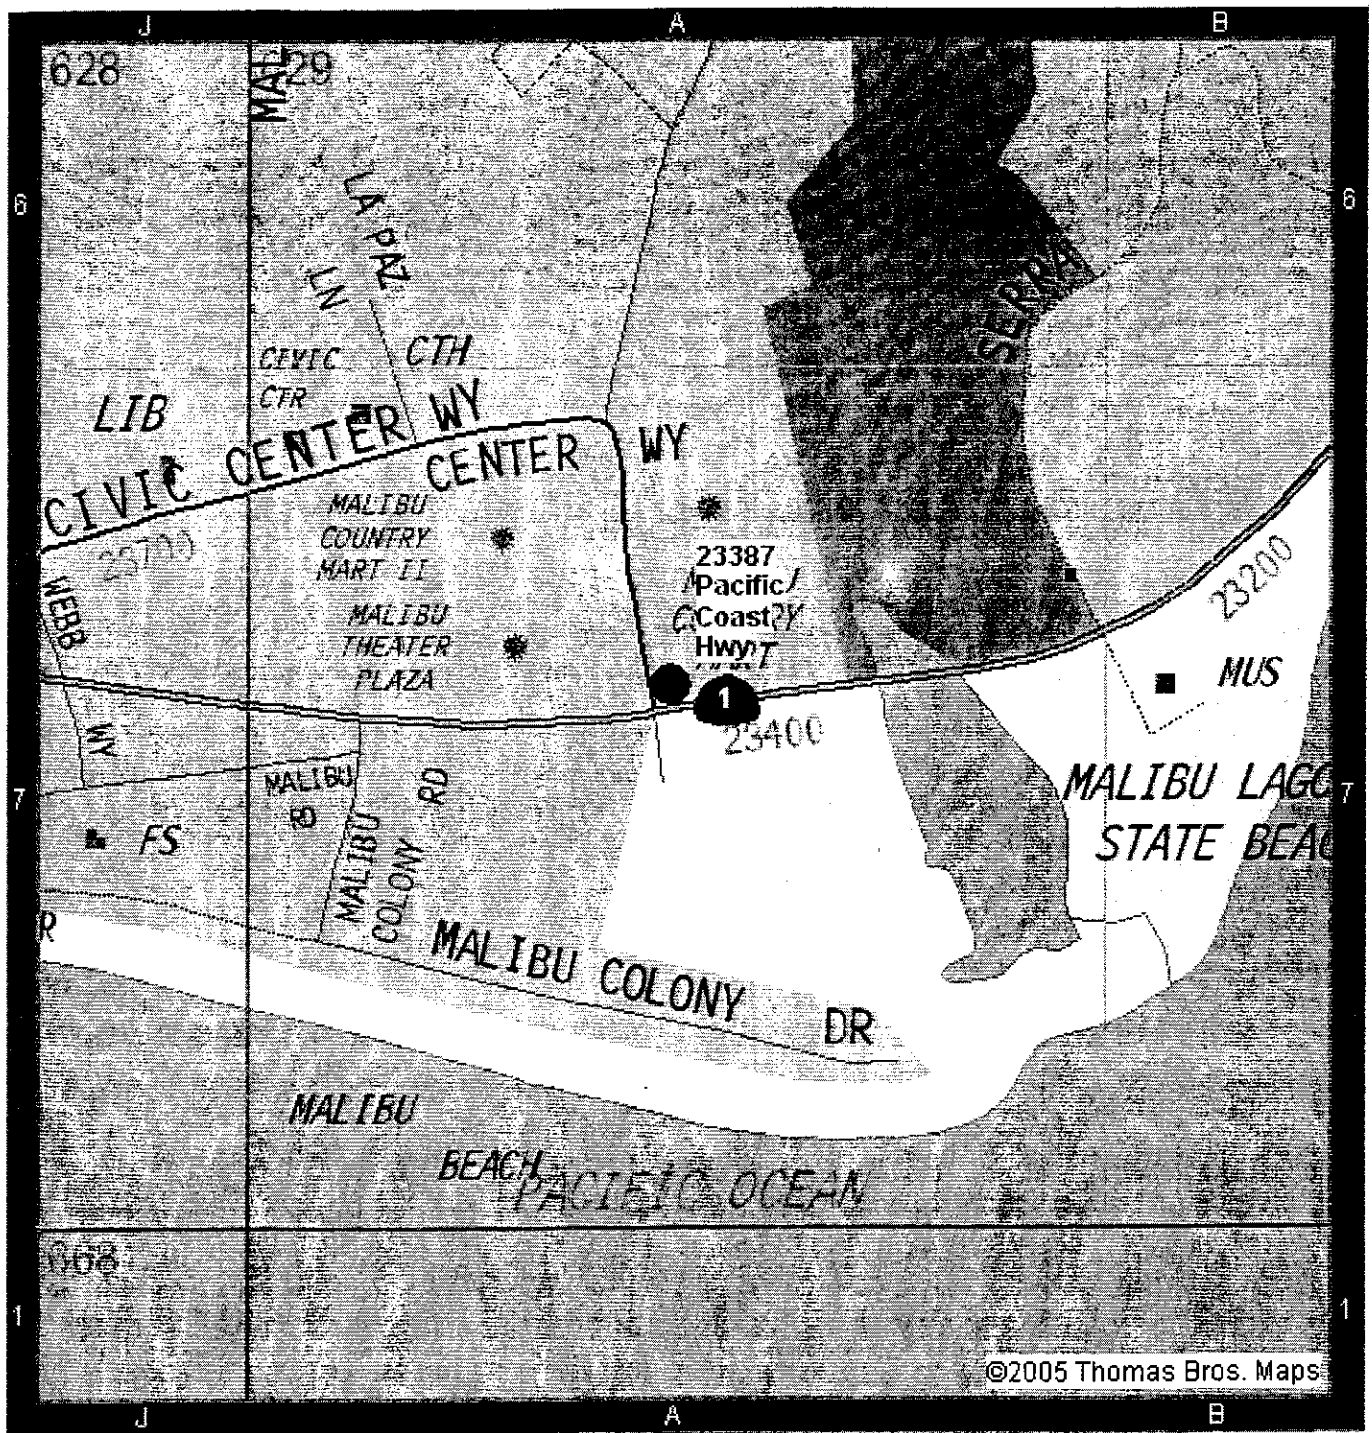 J A B
628
MAL
29
6
6
LA PAZ
LN
SERRA
CIVIC
CTR
CTH
LIB
CIVIC CENTER WY
CENTER WY
MALIBU
COUNTRY
MART II
23700
23387
Pacific
Coast
Hwy
WEBB
WY
MALIBU
THEATER
PLAZA
23200
MUS
1
23400
7
7
MALIBU
RD
MALIBU
COLONY
RD
FS
MALIBU LAGO
STATE BEAC
R
MALIBU COLONY DR
MALIBU
BEACH
PACIFIC OCEAN
668
1
1
©2005 Thomas Bros. Maps
J A B